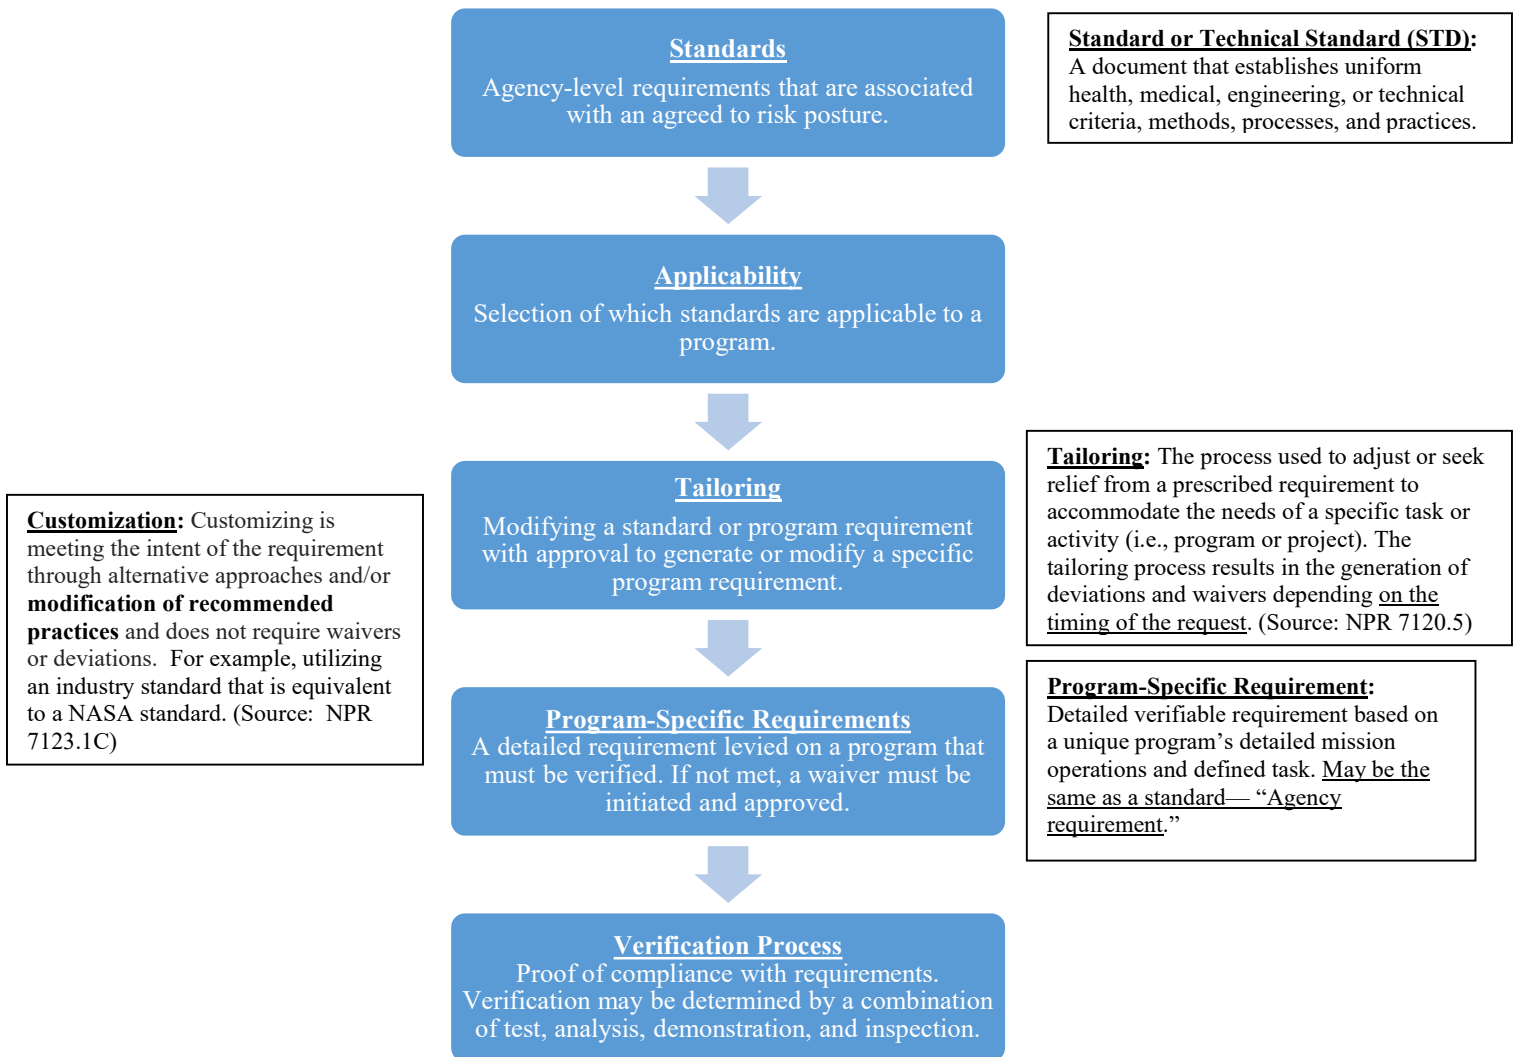 Standards
Agency-level requirements that are associated
with an agreed to risk posture.
Standard or Technical Standard (STD):
A document that establishes uniform
health, medical, engineering, or technical
criteria, methods, processes, and practices.
Applicability
Selection of which standards are applicable to a
program.
Tailoring
Modifying a standard or program requirement
with approval to generate or modify a specific
program requirement.
Tailoring: The process used to adjust or seek
relief from a prescribed requirement to
accommodate the needs of a specific task or
activity (i.e., program or project). The
tailoring process results in the generation of
deviations and waivers depending on the
timing of the request. (Source: NPR 7120.5)
Customization: Customizing is
meeting the intent of the requirement
through alternative approaches and/or
modification of recommended
practices and does not require waivers
or deviations.  For example, utilizing
an industry standard that is equivalent
to a NASA standard. (Source:  NPR
7123.1C)
Program-Specific Requirements
A detailed requirement levied on a program that
must be verified. If not met, a waiver must be
initiated and approved.
Program-Specific Requirement:
Detailed verifiable requirement based on
a unique program’s detailed mission
operations and defined task. May be the
same as a standard— “Agency
requirement.”
Verification Process
Proof of compliance with requirements.
Verification may be determined by a combination
of test, analysis, demonstration, and inspection.